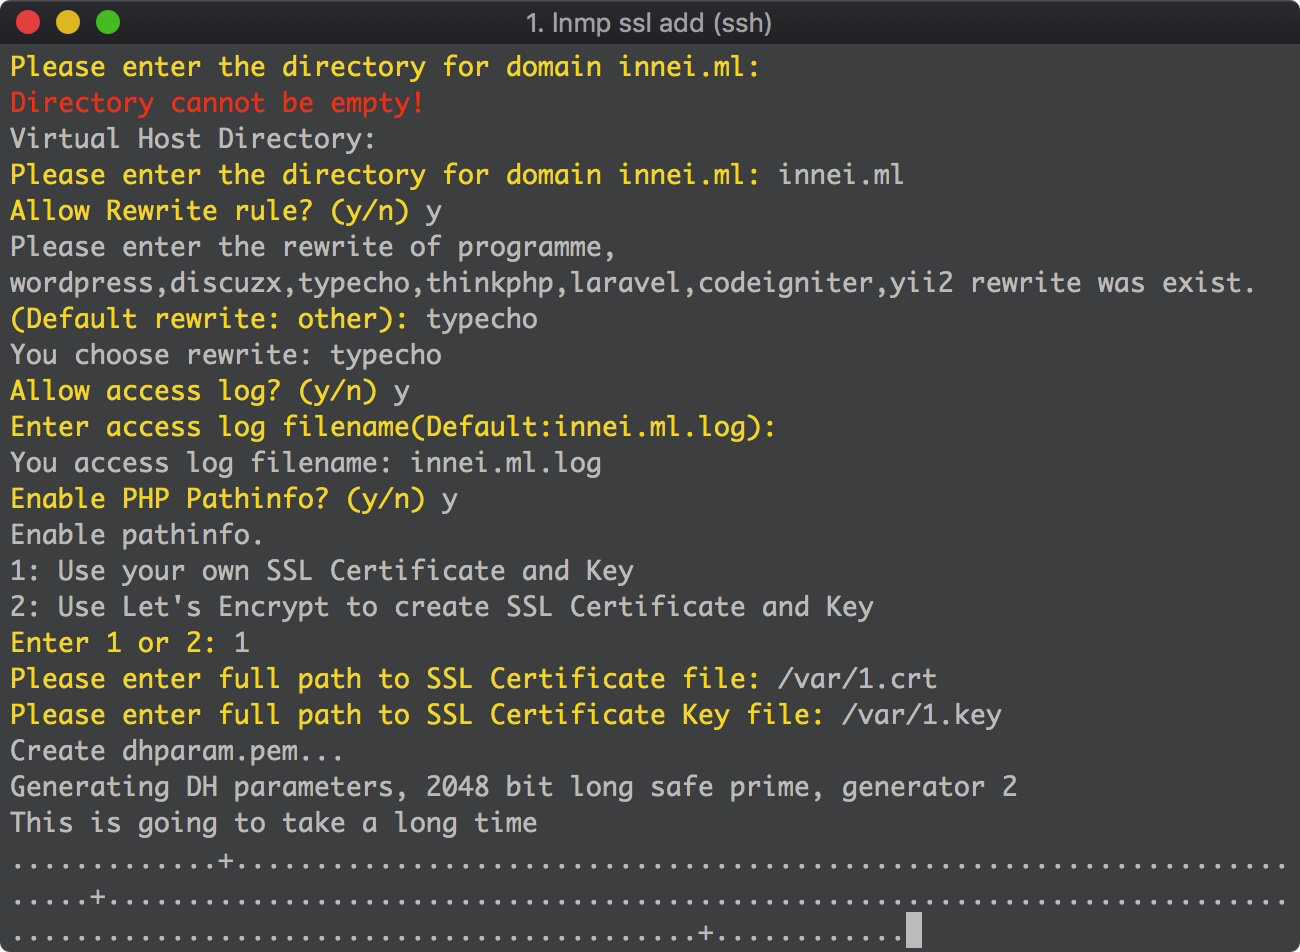 1. lnmp ssl add (ssh)
Please enter the directory for domain innei.ml:
Directory cannot be empty!
Virtual Host Directory:
Please enter the directory for domain innei.ml: innei.ml
Allow Rewrite rule? (y/n) y
Please enter the rewrite of programme,
wordpress,discuzx,typecho,thinkphp,laravel,codeigniter,yii2 rewrite was exist.
(Default rewrite: other): typecho
You choose rewrite: typecho
Allow access log? (y/n) y
Enter access log filename(Default:innei.ml.log):
You access log filename: innei.ml.log
Enable PHP Pathinfo? (y/n) y
Enable pathinfo.
1: Use your own SSL Certificate and Key
2: Use Let's Encrypt to create SSL Certificate and Key
Enter 1 or 2: 1
Please enter full path to SSL Certificate file: /var/1.crt
Please enter full path to SSL Certificate Key file: /var/1.key
Create dhparam.pem...
Generating DH parameters, 2048 bit long safe prime, generator 2
This is going to take a long time
.............+..................................................................
.....+..........................................................................
...........................................+............